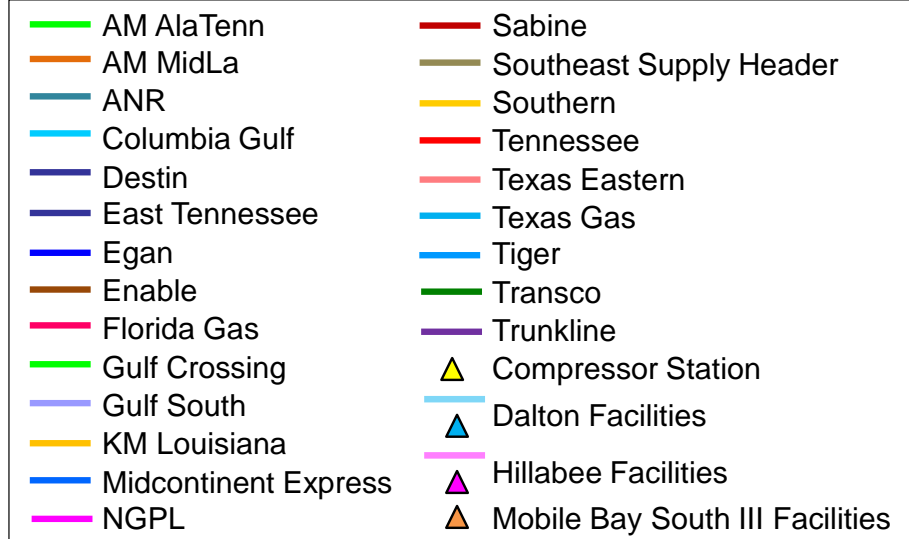 AM AlaTenn
AM MidLa
ANR
Columbia Gulf
Destin
East Tennessee
Egan
Enable
Florida Gas
Gulf Crossing
Gulf South
KM Louisiana
Midcontinent Express
NGPL
Sabine
Southeast Supply Header
Southern
Tennessee
Texas Eastern
Texas Gas
Tiger
Transco
Trunkline
Compressor Station
Dalton Facilities
Hillabee Facilities
Mobile Bay South III Facilities